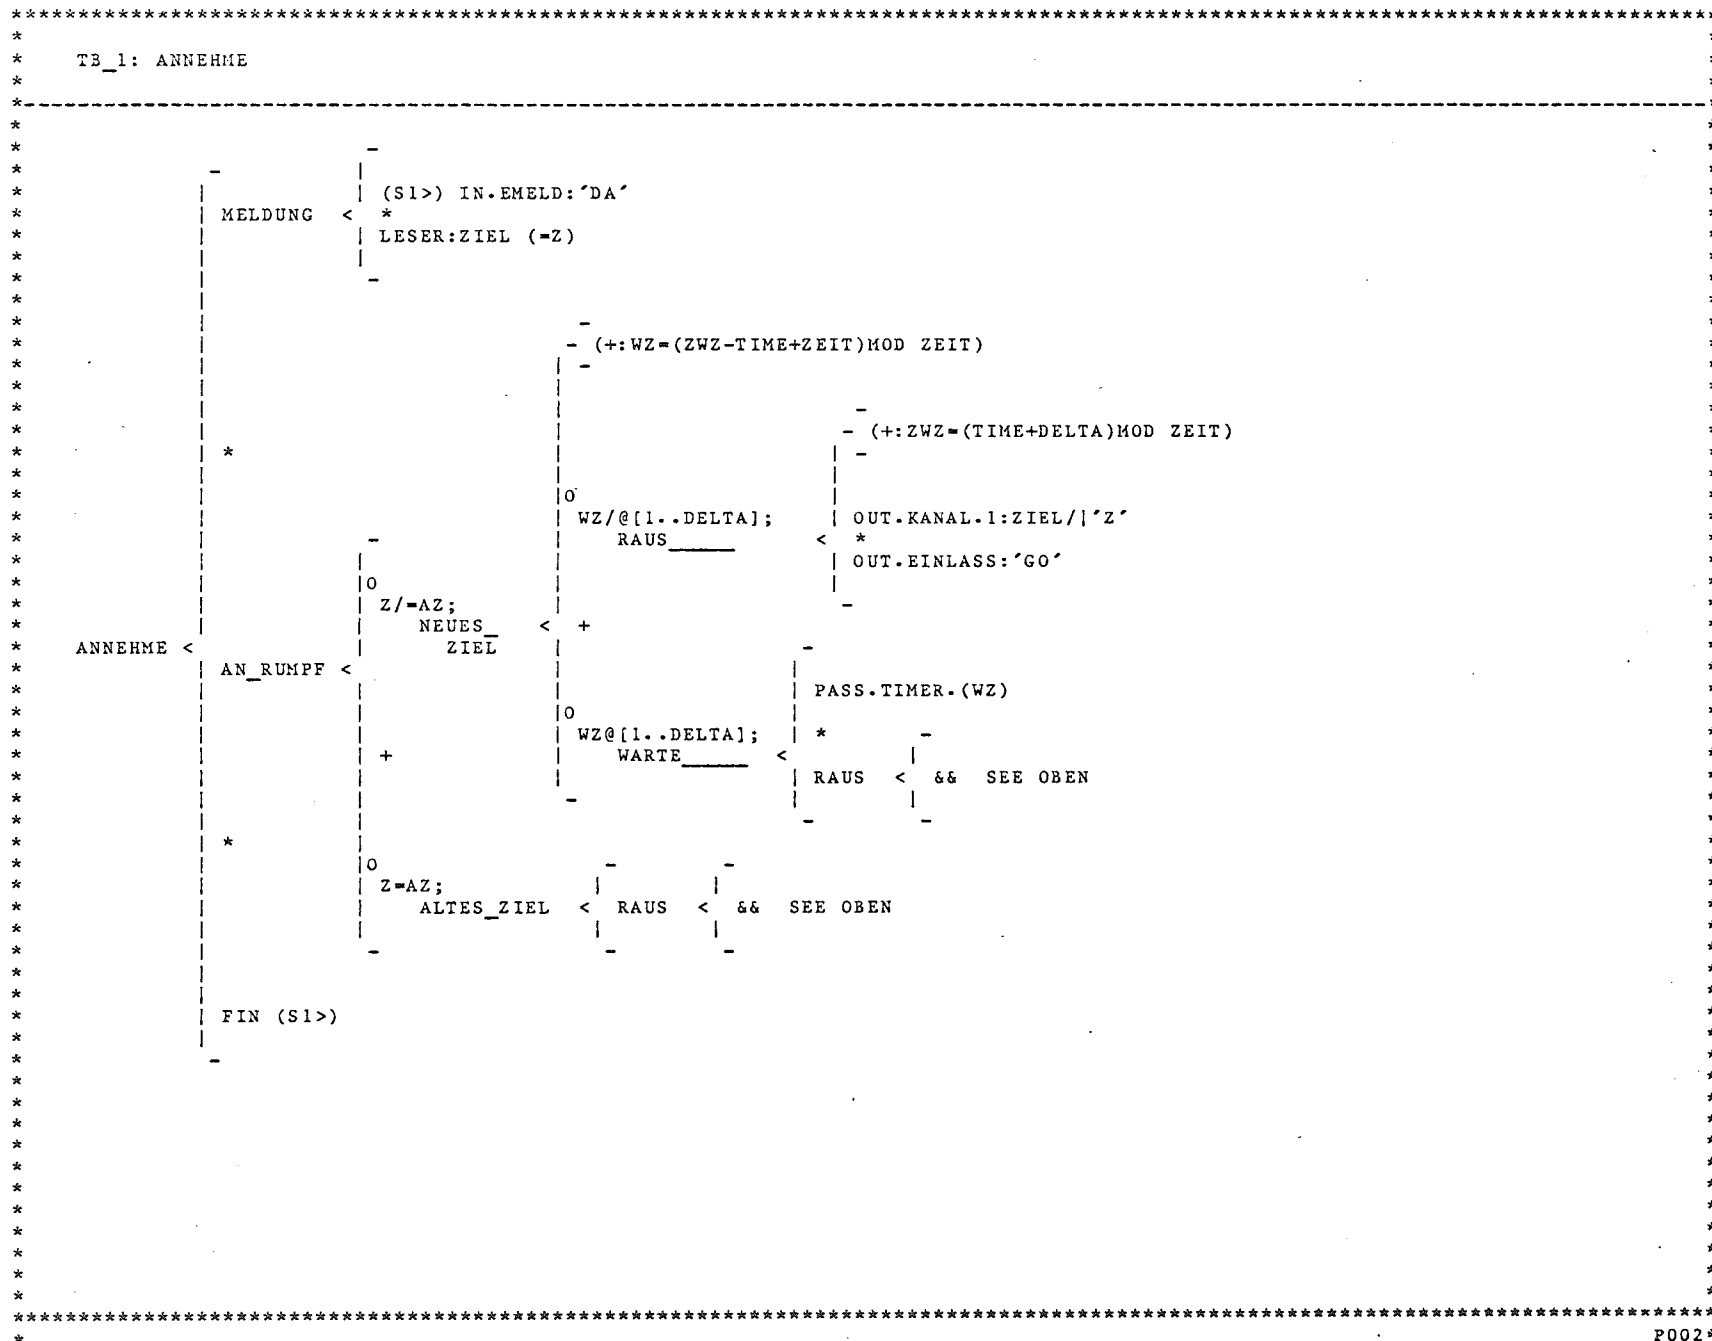 TB_1: ANNEHME
(S1>) IN.EMELD:´DA´
MELDUNG < *
LESER:ZIEL (=Z)
(+:WZ=(ZWZ-TIME+ZEIT)MOD ZEIT)
(+:ZWZ=(TIME+DELTA)MOD ZEIT)
*
O
WZ/@[1..DELTA]; OUT.KANAL.1:ZIEL/|´Z´
RAUS_____ < *
OUT.EINLASS:´GO´
O
Z/=AZ;
NEUES_ < +
ANNEHME < ZIEL
AN_RUMPF <
PASS.TIMER.(WZ)
O
WZ@[1..DELTA]; *
+ WARTE_____ <
RAUS < && SEE OBEN
*
O
Z=AZ;
ALTES_ZIEL < RAUS < && SEE OBEN
FIN (S1>)
P002*